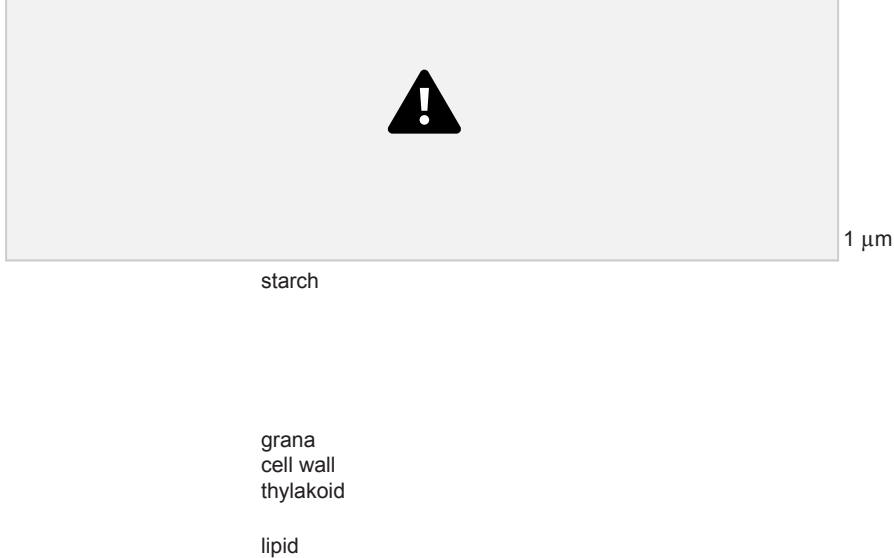 1 μm
starch
grana
cell wall
thylakoid
lipid